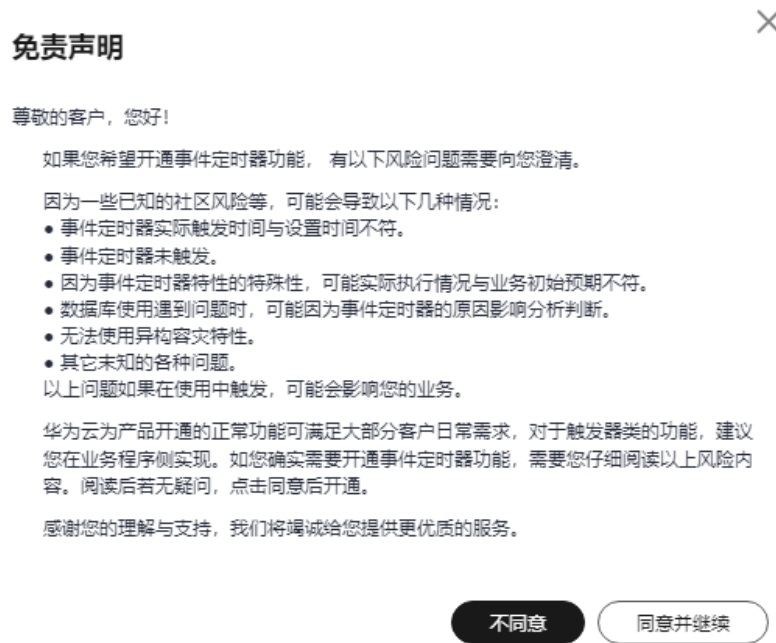 免责声明
尊敬的客户，您好！
如果您希望开通事件定时器功能， 有以下风险问题需要向您澄清。
因为一些已知的社区风险等，可能会导致以下几种情况：
● 事件定时器实际触发时间与设置时间不符。
● 事件定时器未触发。
● 因为事件定时器特性的特殊性，可能实际执行情况与业务初始预期不符。
● 数据库使用遇到问题时，可能因为事件定时器的原因影响分析判断。
● 无法使用异构容灾特性。
● 其它未知的各种问题。
以上问题如果在使用中触发，可能会影响您的业务。
华为云为产品开通的正常功能可满足大部分客户日常需求，对于触发器类的功能，建议
您在业务程序侧实现。如您确实需要开通事件定时器功能，需要您仔细阅读以上风险内
容。阅读后若无疑问，点击同意后开通。
感谢您的理解与支持，我们将竭诚给您提供更优质的服务。
不同意
同意并继续